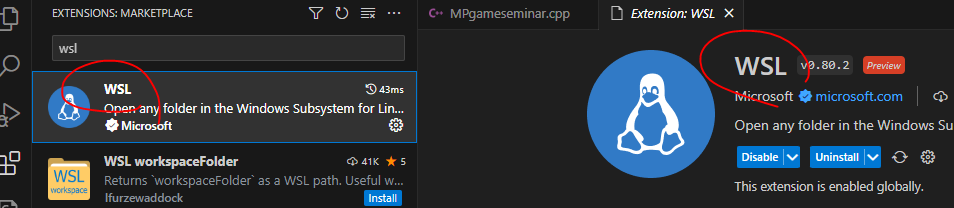 EXTENSIONS: MARKETPLACE
wsl
WSL
43ms
Open any folder in the Windows Subsystem for Lin...
Microsoft
WSL workspaceFolder
41K ★ 5
Returns `workspaceFolder` as a WSL path. Useful w...
lfurzewaddock
Install
WSL
workspace
MPgameseminar.cpp
Extension: WSL
WSL
v0.80.2
Preview
Microsoft
microsoft.com
Open any folder in the Windows Su
Disable
Uninstall
This extension is enabled globally.